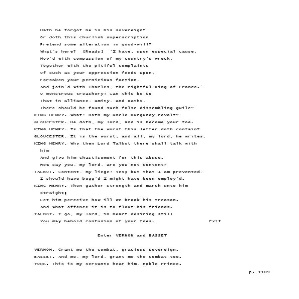 Hath he forgot he is his sovereign?
Or doth this churlish superscription
Pretend some alteration in good-will?
What's here? [Reads] 'I have, upon especial cause,
Mov'd with compassion of my country's wreck,
Together with the pitiful complaints
Of such as your oppression feeds upon,
Forsaken your pernicious faction,
And join'd with Charles, the rightful King of France.'
O monstrous treachery! can this be so
That in alliance, amity, and oaths,
There should be found such false dissembling guile?
KING HENRY. What! doth my uncle Burgundy revolt?
GLOUCESTER. He doth, my lord, and is become your foe.
KING HENRY. Is that the worst this letter doth contain?
GLOUCESTER. It is the worst, and all, my lord, he writes.
KING HENRY. Why then Lord Talbot there shall talk with
him
And give him chastisement for this abuse.
How say you, my lord, are you not content?
TALBOT. Content, my liege! Yes; but that I am prevented,
I should have begg'd I might have been employ'd.
KING HENRY. Then gather strength and march unto him
straight;
Let him perceive how ill we brook his treason,
And what offence it is to flout his friends.
TALBOT. I go, my lord, in heart desiring still
You may behold confusion of your foes. Exit
Enter VERNON and BASSET
VERNON. Grant me the combat, gracious sovereign.
BASSET. And me, my lord, grant me the combat too.
YORK. This is my servant: hear him, noble Prince.